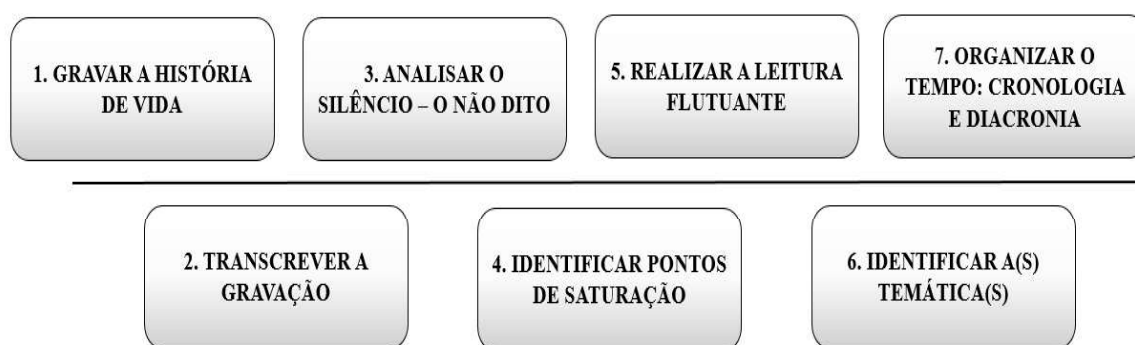 1. GRAVAR A HISTÓRIA
DE VIDA
3. ANALISAR O
SILÊNCIO – O NÃO DITO
5. REALIZAR A LEITURA
FLUTUANTE
7. ORGANIZAR O
TEMPO: CRONOLOGIA
E DIACRONIA
2. TRANSCREVER A
GRAVAÇÃO
4. IDENTIFICAR PONTOS
DE SATURAÇÃO
6. IDENTIFICAR A(S)
TEMÁTICA(S)